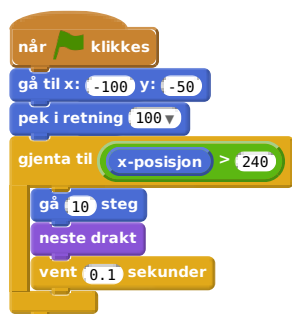 når klikkes
gå til x: -100 y: -50
pek i retning 100▼
gjenta til x-posisjon > 240
gå 10 steg
neste drakt
vent 0.1 sekunder